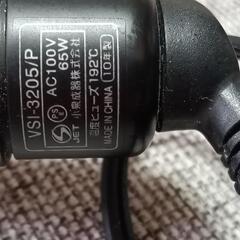 VSI-3205/P
AC100V
65W
PS
E
JET 小泉成器株式会社
温度ヒューズ192℃
10年製
MADE IN CHINA